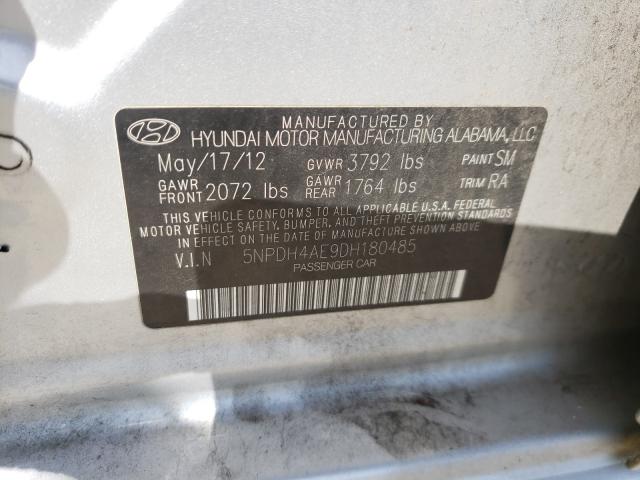 MANUFACTURED BY
HYUNDAI MOTOR MANUFACTURING ALABAMA, LLC
May/17/12 GVWR 3792 lbs PAINT SM
GAWR FRONT 2072 lbs GAWR REAR 1764 lbs TRIM RA
THIS VEHICLE CONFORMS TO ALL APPLICABLE U.S.A. FEDERAL
MOTOR VEHICLE SAFETY, BUMPER, AND THEFT PREVENTION STANDARDS
IN EFFECT ON THE DATE OF MANUFACTURE SHOWN ABOVE.
V.I.N 5NPDH4AE9DH180485
PASSENGER CAR